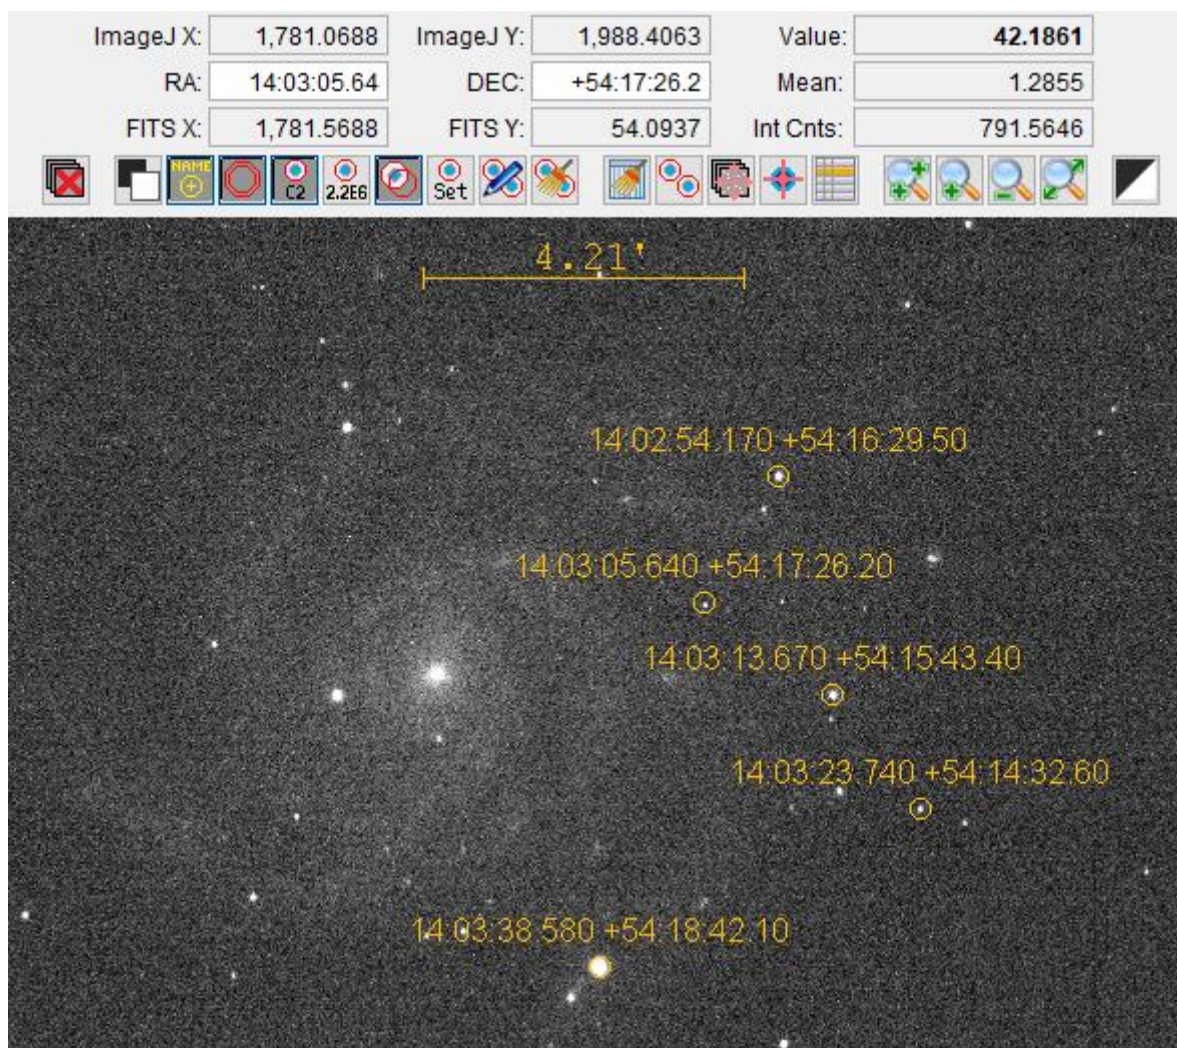 ImageJ X: 1,781.0688 ImageJ Y: 1,988.4063 Value: 42.1861
RA: 14:03:05.64 DEC: +54:17:26.2 Mean: 1.2855
FITS X: 1,781.5688 FITS Y: 54.0937 Int Cnts: 791.5646
NAME C2 2.2E6 Set
4.21'
14:02:54.170 +54:16:29.50
14:03:05.640 +54:17:26.20
14:03:13.670 +54:15:43.40
14:03:23.740 +54:14:32.60
14:03:38.580 +54:18:42.10